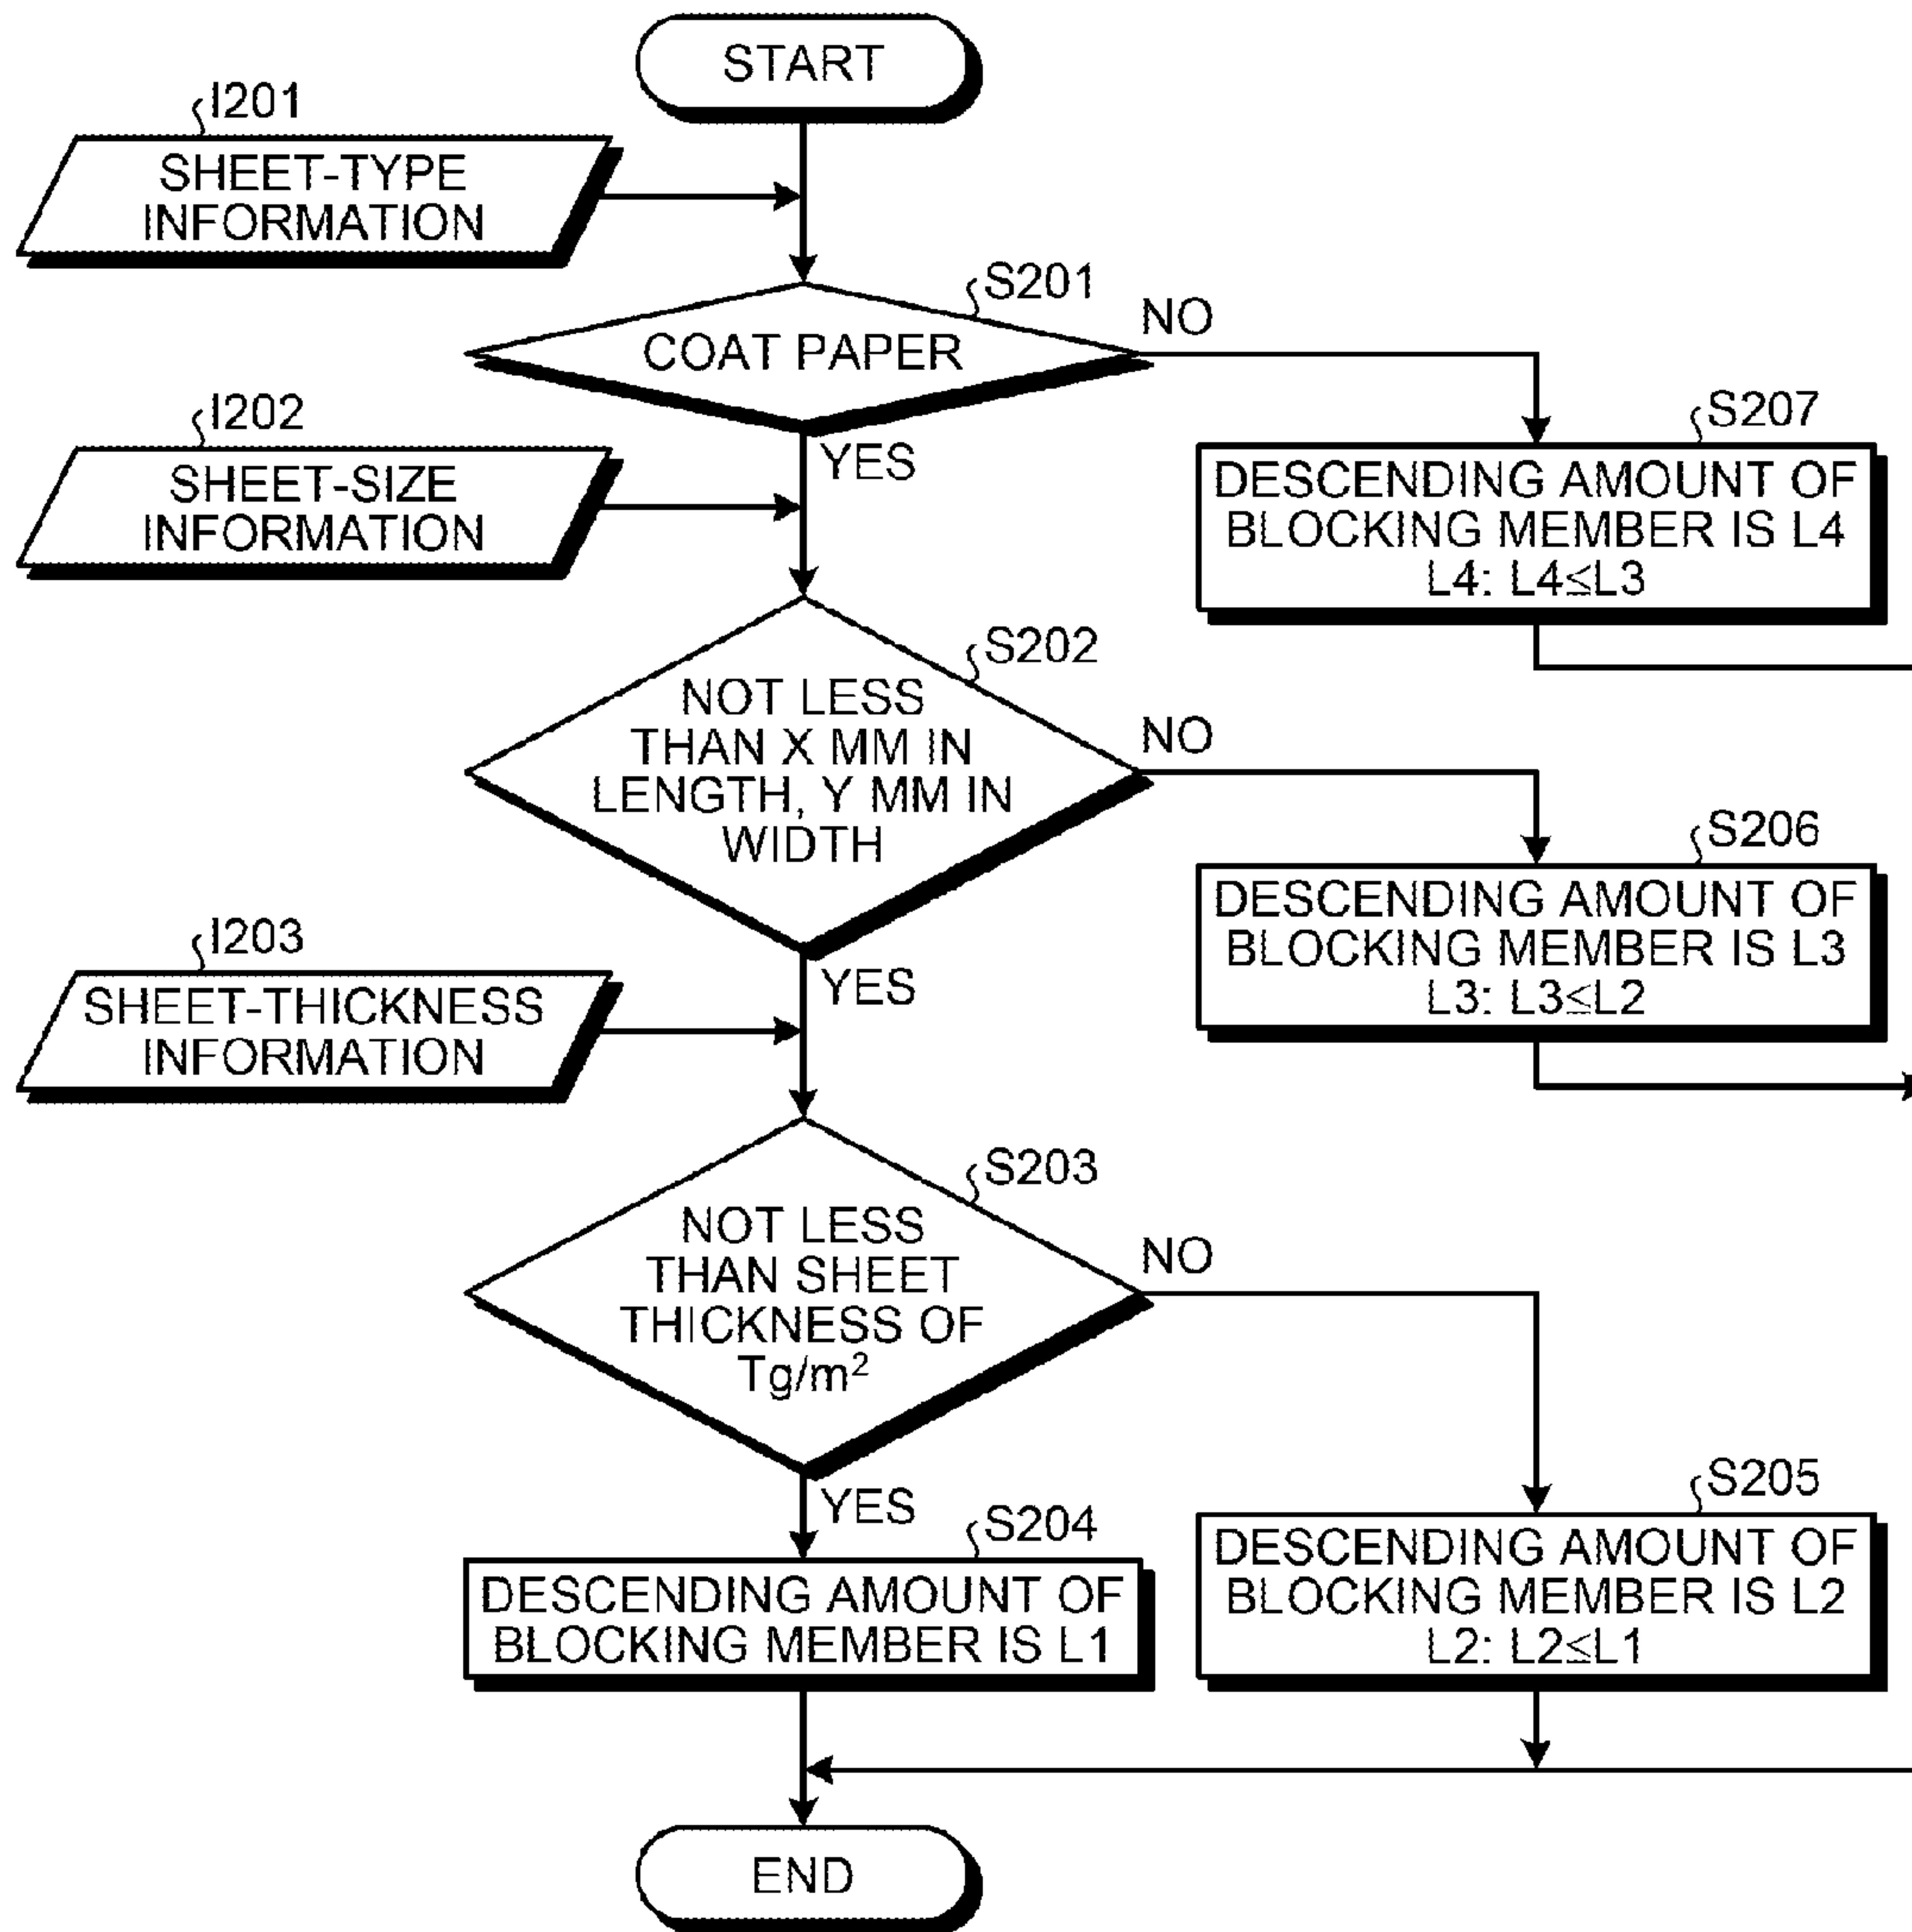 START
I201
SHEET-TYPE
INFORMATION
S201
COAT PAPER
NO
YES
S207
DESCENDING AMOUNT OF
BLOCKING MEMBER IS L4
L4: L4≦L3
I202
SHEET-SIZE
INFORMATION
S202
NOT LESS
THAN X MM IN
LENGTH, Y MM IN
WIDTH
NO
YES
S206
DESCENDING AMOUNT OF
BLOCKING MEMBER IS L3
L3: L3≦L2
I203
SHEET-THICKNESS
INFORMATION
S203
NOT LESS
THAN SHEET
THICKNESS OF
Tg/m²
NO
YES
S204
DESCENDING AMOUNT OF
BLOCKING MEMBER IS L1
S205
DESCENDING AMOUNT OF
BLOCKING MEMBER IS L2
L2: L2≦L1
END